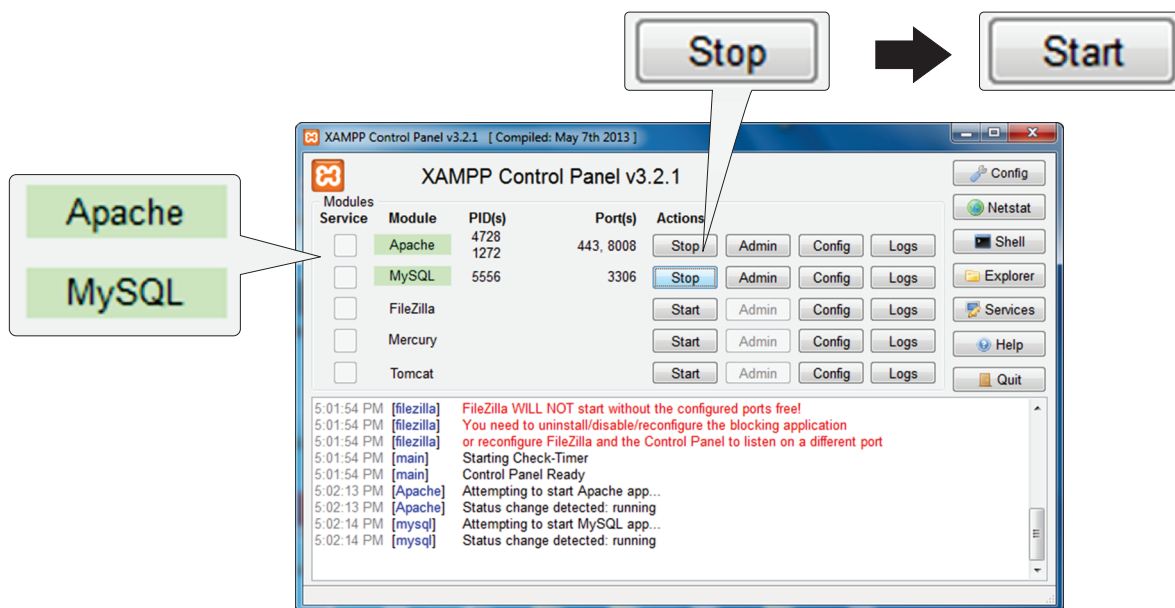 Stop
Start
Apache
MySQL
XAMPP Control Panel v3.2.1 [ Compiled: May 7th 2013 ]
XAMPP Control Panel v3.2.1
Modules
Service Module PID(s) Port(s) Actions
Apache 4728 1272 443, 8008 Stop Admin Config Logs
MySQL 5556 3306 Stop Admin Config Logs
FileZilla Start Admin Config Logs
Mercury Start Admin Config Logs
Tomcat Start Admin Config Logs
Config
Netstat
Shell
Explorer
Services
Help
Quit
5:01:54 PM [filezilla] FileZilla WILL NOT start without the configured ports free!
5:01:54 PM [filezilla] You need to uninstall/disable/reconfigure the blocking application
5:01:54 PM [filezilla] or reconfigure FileZilla and the Control Panel to listen on a different port
5:01:54 PM [main] Starting Check-Timer
5:01:54 PM [main] Control Panel Ready
5:02:13 PM [Apache] Attempting to start Apache app...
5:02:13 PM [Apache] Status change detected: running
5:02:14 PM [mysql] Attempting to start MySQL app...
5:02:14 PM [mysql] Status change detected: running